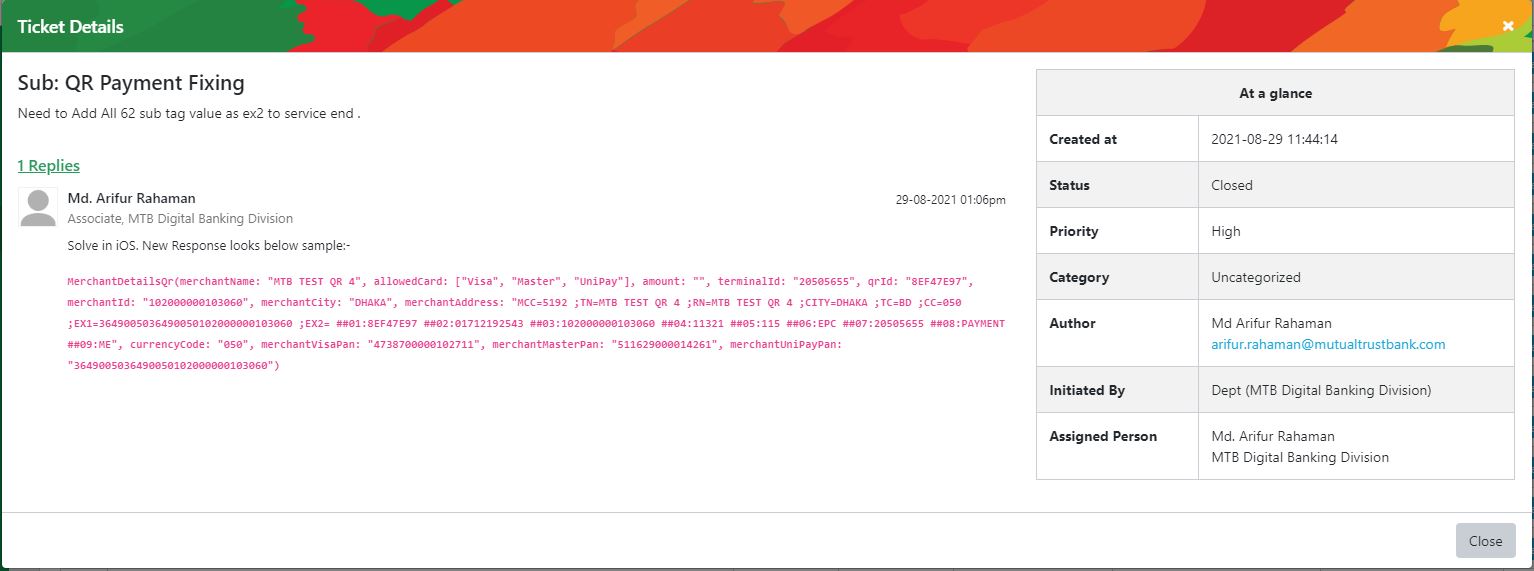 Ticket Details
×
Sub: QR Payment Fixing
Need to Add All 62 sub tag value as ex2 to service end .
1 Replies
Md. Arifur Rahaman
29-08-2021 01:06pm
Associate, MTB Digital Banking Division
Solve in iOS. New Response looks below sample:-
MerchantDetailsQr(merchantName: "MTB TEST QR 4", allowedCard: ["Visa", "Master", "UniPay"], amount: "", terminalId: "20505655", qrId: "8EF47E97",
merchantId: "102000000103060", merchantCity: "DHAKA", merchantAddress: "MCC=5192 ;TN=MTB TEST QR 4 ;RN=MTB TEST QR 4 ;CITY=DHAKA ;TC=BD ;CC=050
;EX1=3649005036490050102000000103060 ;EX2= ##01:8EF47E97 ##02:01712192543 ##03:102000000103060 ##04:11321 ##05:115 ##06:EPC ##07:20505655 ##08:PAYMENT
##09:ME", currencyCode: "050", merchantVisaPan: "4738700000102711", merchantMasterPan: "511629000014261", merchantUniPayPan:
"3649005036490050102000000103060")
At a glance
Created at 2021-08-29 11:44:14
Status Closed
Priority High
Category Uncategorized
Author Md Arifur Rahaman
arifur.rahaman@mutualtrustbank.com
Initiated By Dept (MTB Digital Banking Division)
Assigned Person Md. Arifur Rahaman
MTB Digital Banking Division
Close